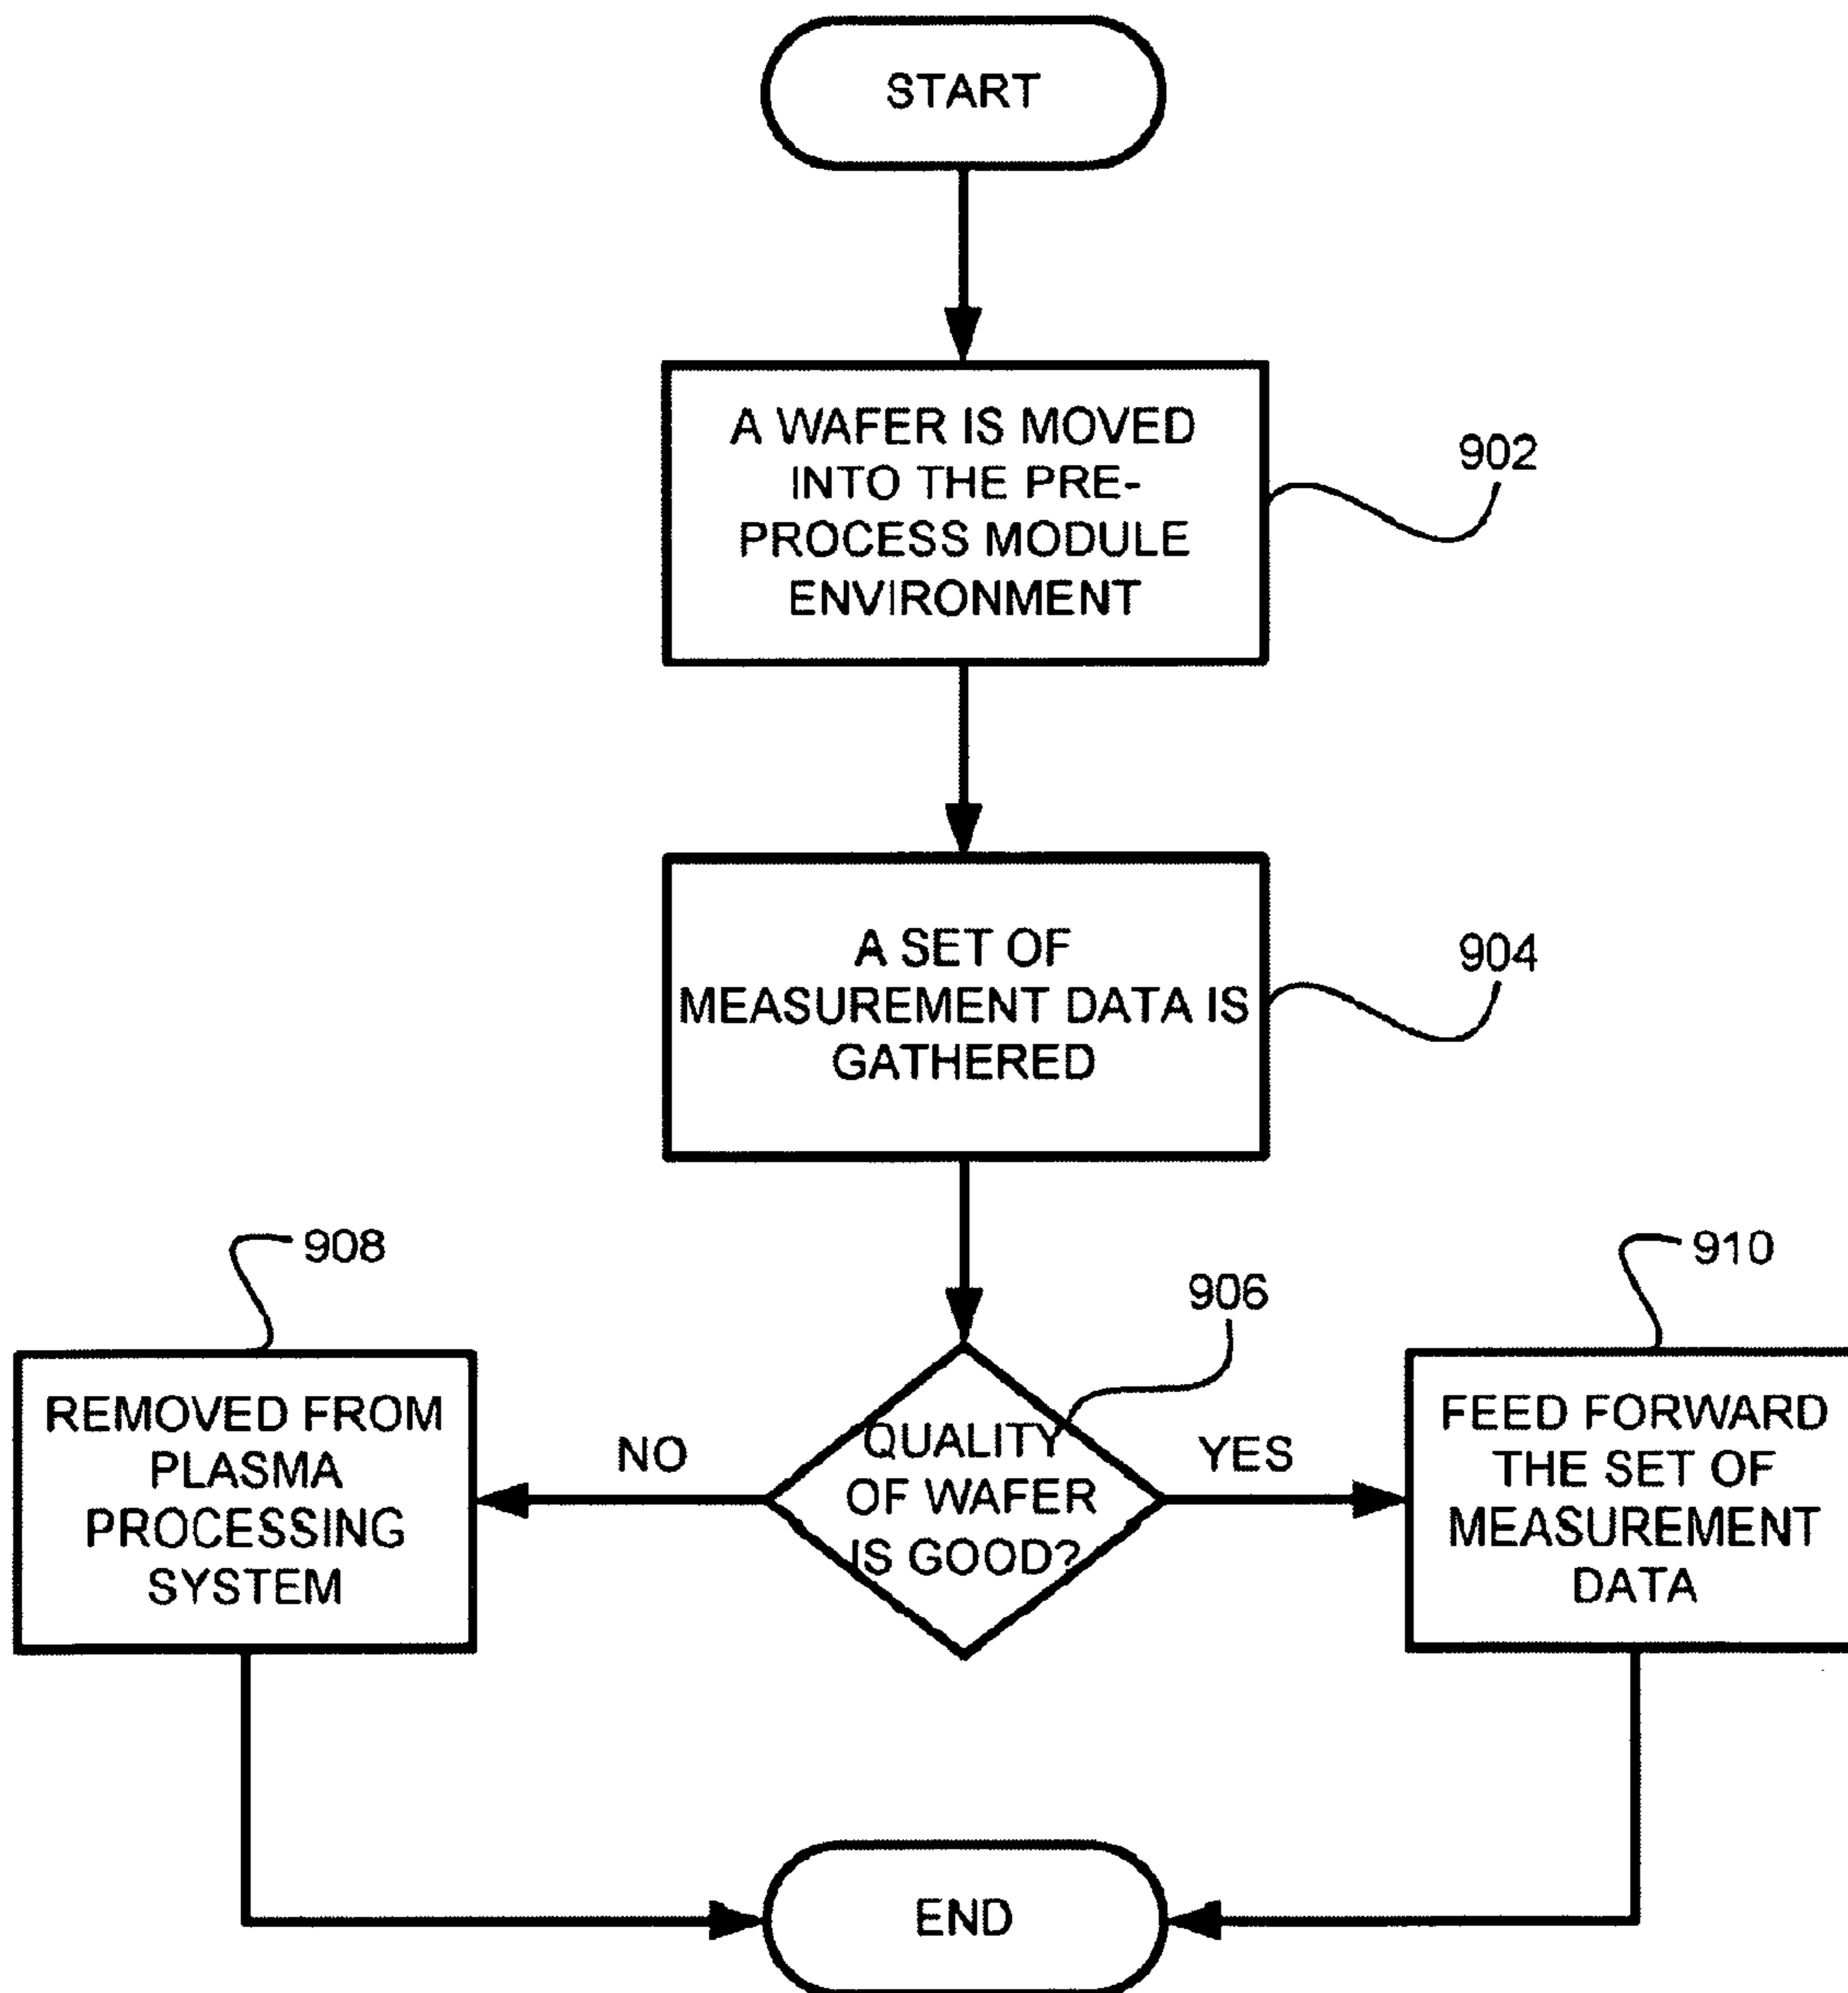 START
A WAFER IS MOVED
INTO THE PRE-
PROCESS MODULE
ENVIRONMENT
902
A SET OF
MEASUREMENT DATA IS
GATHERED
904
908
906
910
REMOVED FROM
PLASMA
PROCESSING
SYSTEM
NO
QUALITY
OF WAFER
IS GOOD?
YES
FEED FORWARD
THE SET OF
MEASUREMENT
DATA
END